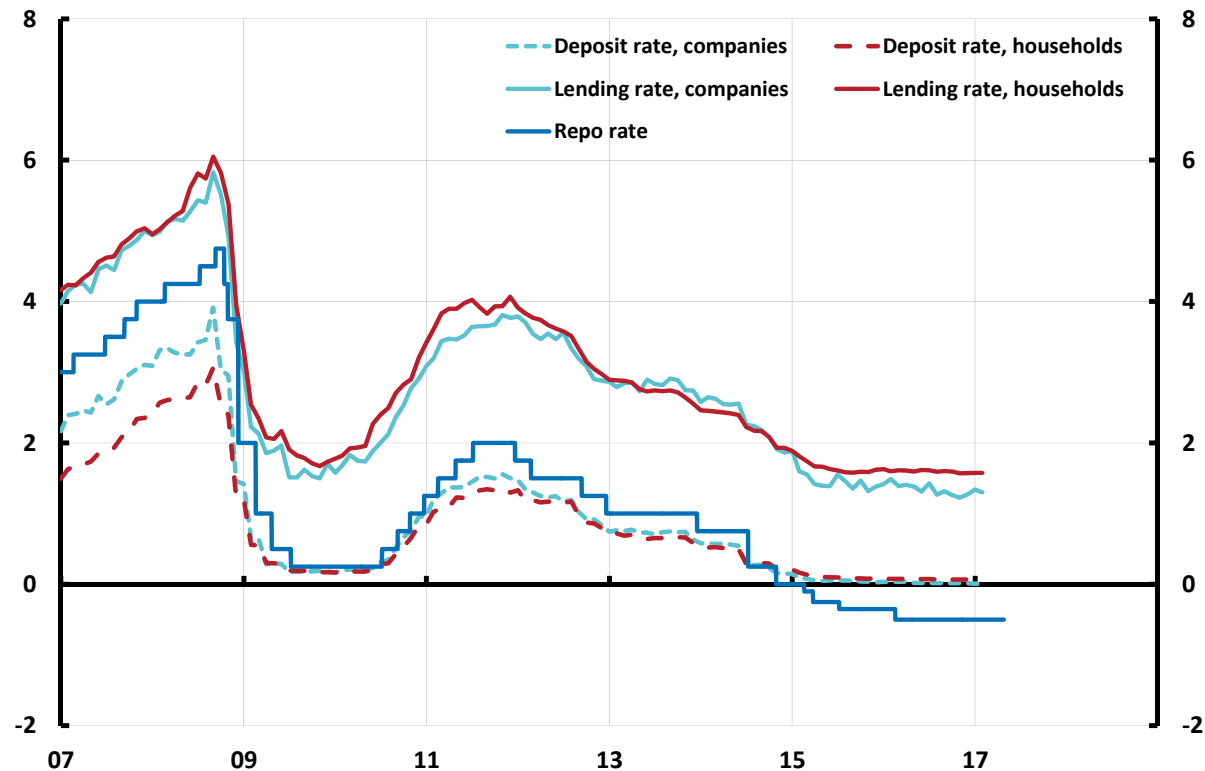 8 8
Deposit rate, companies Deposit rate, households
Lending rate, companies Lending rate, households
Repo rate
6 6
4 4
2 2
0 0
-2 -2
07 09 11 13 15 17